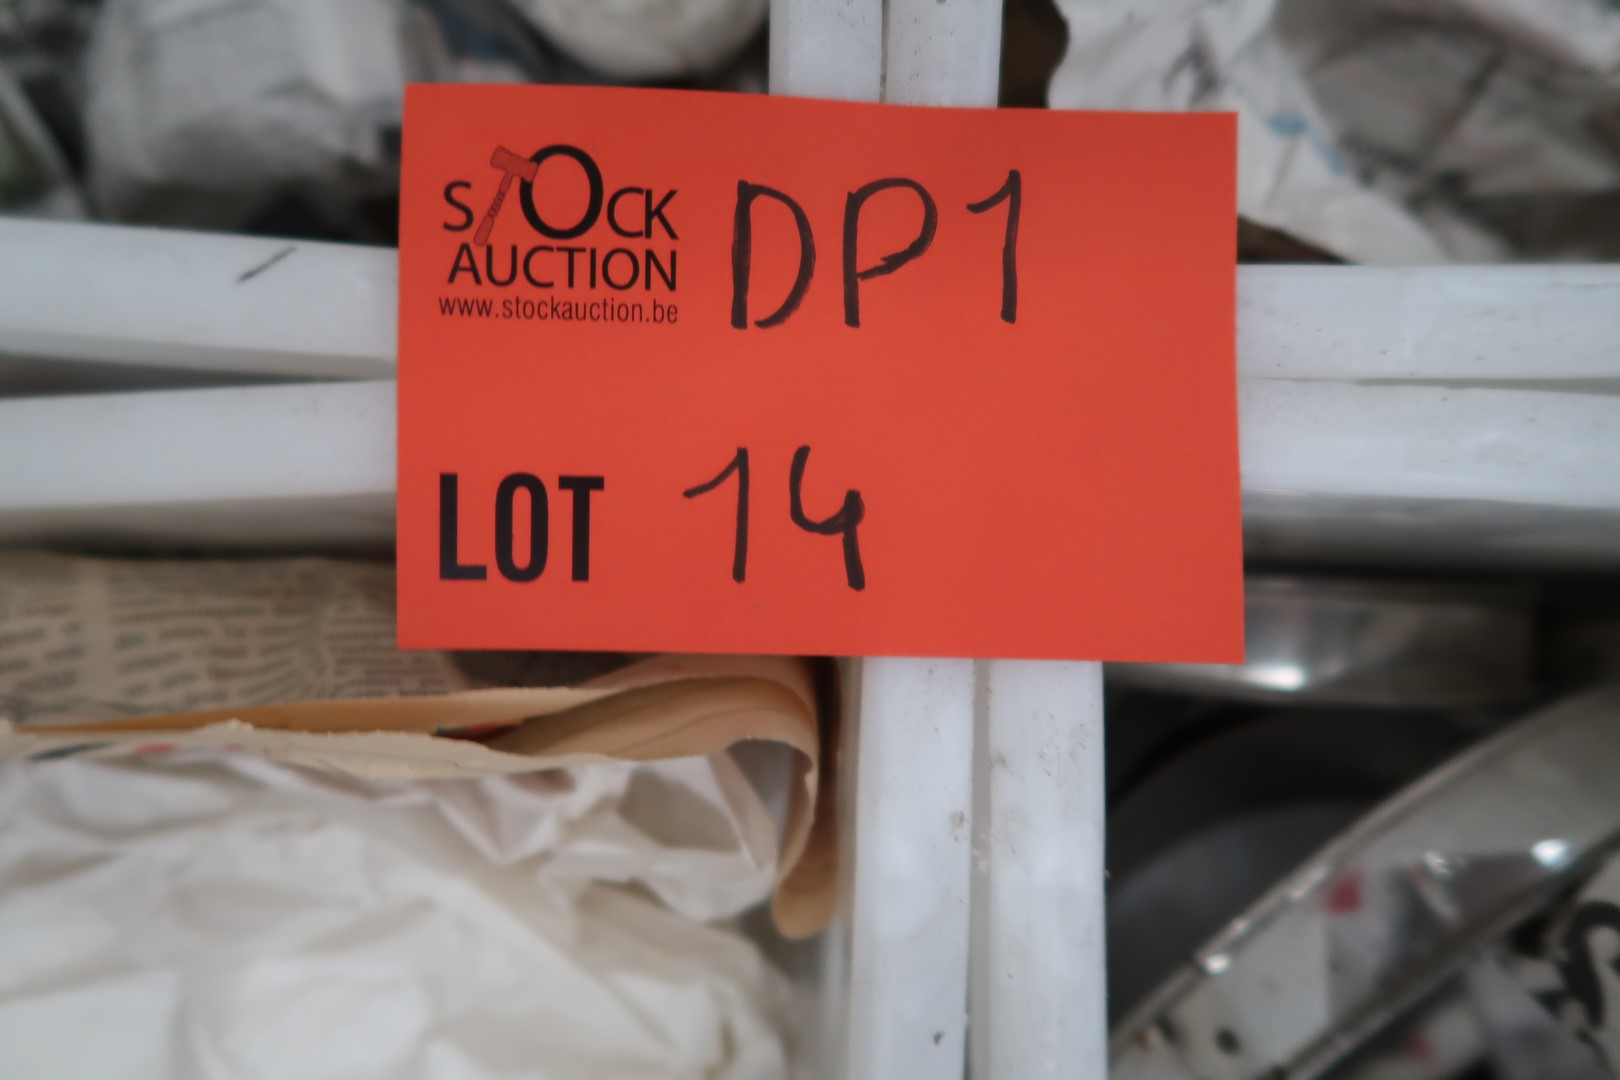 STOCK DP1
AUCTION
www.stockauction.be
LOT 14